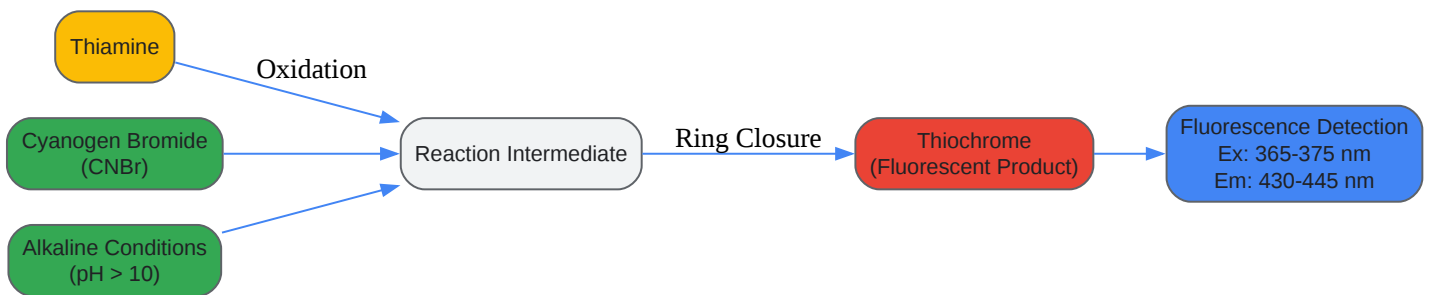 Thiamine
Oxidation
Cyanogen Bromide
(CNBr)
Alkaline Conditions
(pH > 10)
Reaction Intermediate
Ring Closure
Thiochrome
(Fluorescent Product)
Fluorescence Detection
Ex: 365-375 nm
Em: 430-445 nm